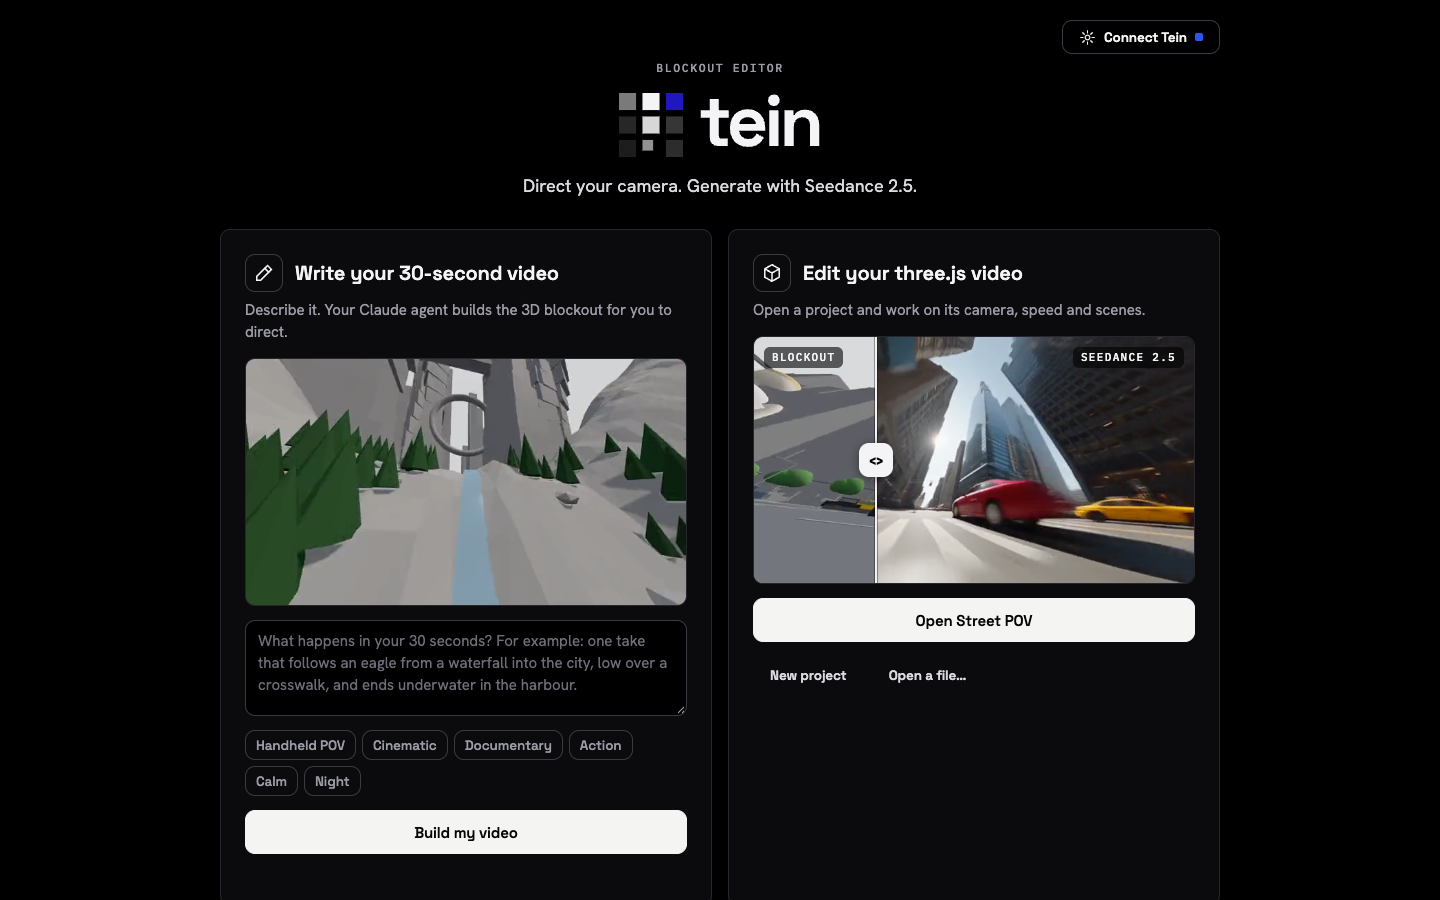 Connect Tein
BLOCKOUT EDITOR
tein
Direct your camera. Generate with Seedance 2.5.
Write your 30-second video
Describe it. Your Claude agent builds the 3D blockout for you to
direct.
What happens in your 30 seconds? For example: one take
that follows an eagle from a waterfall into the city, low over a
crosswalk, and ends underwater in the harbour.
Handheld POV
Cinematic
Documentary
Action
Calm
Night
Build my video
Edit your three.js video
Open a project and work on its camera, speed and scenes.
BLOCKOUT
SEEDANCE 2.5
<>
Open Street POV
New project
Open a file...